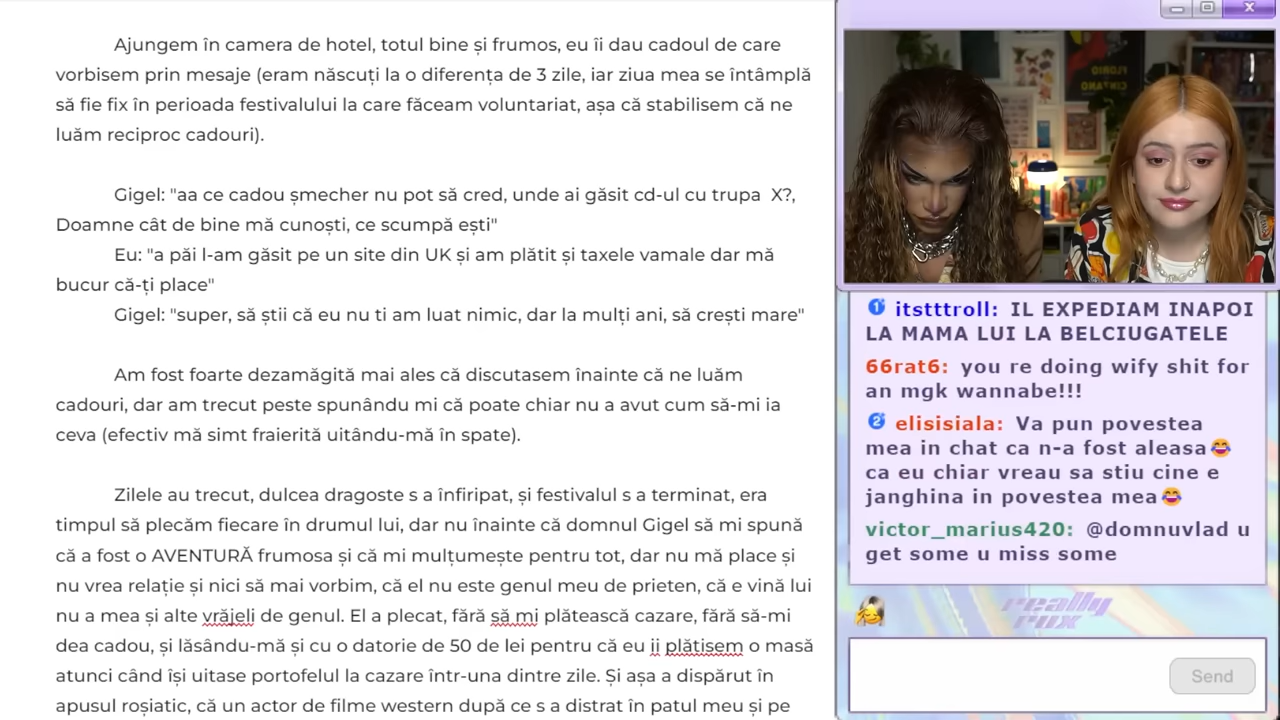 Ajungem în camera de hotel, totul bine și frumos, eu îi dau cadoul de care
vorbisem prin mesaje (eram născuți la o diferența de 3 zile, iar ziua mea se întâmplă
să fie fix în perioada festivalului la care făceam voluntariat, așa că stabilisem că ne
luăm reciproc cadouri).
Gigel: "aa ce cadou șmecher nu pot să cred, unde ai găsit cd-ul cu trupa  X?,
Doamne cât de bine mă cunoști, ce scumpă ești"
Eu: "a păi l-am găsit pe un site din UK și am plătit și taxele vamale dar mă
bucur că-ți place"
Gigel: "super, să știi că eu nu ti am luat nimic, dar la mulți ani, să crești mare"
Am fost foarte dezamăgită mai ales că discutasem înainte că ne luăm
cadouri, dar am trecut peste spunându mi că poate chiar nu a avut cum să-mi ia
ceva (efectiv mă simt fraierită uitându-mă în spate).
Zilele au trecut, dulcea dragoste s a înfiripat, și festivalul s a terminat, era
timpul să plecăm fiecare în drumul lui, dar nu înainte că domnul Gigel să mi spună
că a fost o AVENTURĂ frumosa și că mi mulțumește pentru tot, dar nu mă place și
nu vrea relație și nici să mai vorbim, că el nu este genul meu de prieten, că e vină lui
nu a mea și alte vrăjeli de genui. El a plecat, fără să mi plătească cazare, fără să-mi
dea cadou, și lăsându-mă și cu o datorie de 50 de lei pentru că eu ii plătisem o masă
atunci când își uitase portofelul la cazare într-una dintre zile. Și așa a dispărut în
apusul roșiatic, că un actor de filme western după ce s a distrat în patul meu și pe
FLORIO
CINZANO
itstttroll: IL EXPEDIAM INAPOI
LA MAMA LUI LA BELCIUGATELE
66rat6: you re doing wify shit for
an mgk wannabe!!!
elisisiala: Va pun povestea
mea in chat ca n-a fost aleasa😂
ca eu chiar vreau sa stiu cine e
janghina in povestea mea😂
victor_marius420: @domnuvlad u
get some u miss some
really
rux
Send